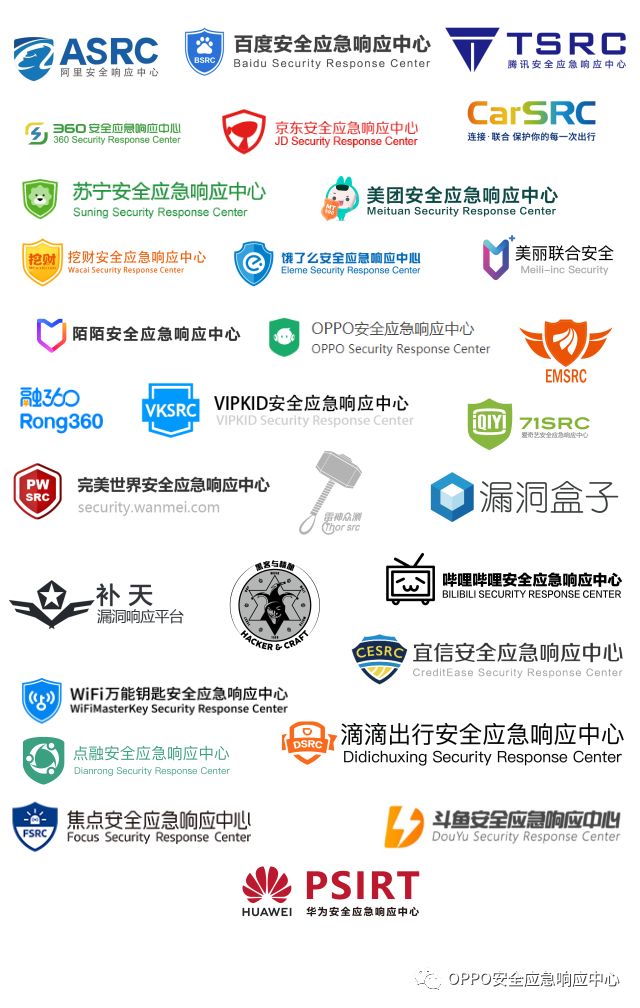 ASRC
阿里安全响应中心
BSRC
百度安全应急响应中心
Baidu Security Response Center
TSRC
腾讯安全应急响应中心
360安全应急响应中心
360 Security Response Center
京东安全应急响应中心
JD Security Response Center
CarSRC
连接·联合 保护你的每一次出行
苏宁安全应急响应中心
Suning Security Response Center
MT
SRC
美团安全应急响应中心
Meituan Security Response Center
挖财
挖财安全应急响应中心
Wacai Security Response Center
饿了么安全应急响应中心
Eleme Security Response Center
美丽联合安全
Meili-inc Security
陌陌安全应急响应中心
OPPO安全应急响应中心
OPPO Security Response Center
EMSRC
融360
Rong360
VKSRC
VIPKID安全应急响应中心
VIPKID Security Response Center
iQIYI
71SRC
爱奇艺安全应急响应中心
PW
SRC
完美世界安全应急响应中心
security.wanmei.com
雷神众测
Thor src
漏洞盒子
补天
漏洞响应平台
黑客与极客
HACKER & CRAFT
哔哩哔哩安全应急响应中心
BILIBILI SECURITY RESPONSE CENTER
CESRC
宜信安全应急响应中心
CreditEase Security Response Center
WiFi万能钥匙安全应急响应中心
WiFiMasterKey Security Response Center
DSRC
滴滴出行安全应急响应中心
Didichuxing Security Response Center
点融安全应急响应中心
Dianrong Security Response Center
FSRC
焦点安全应急响应中心
Focus Security Response Center
斗鱼安全应急响应中心
DouYu Security Response Center
HUAWEI
PSIRT
华为安全应急响应中心
OPPO安全应急响应中心